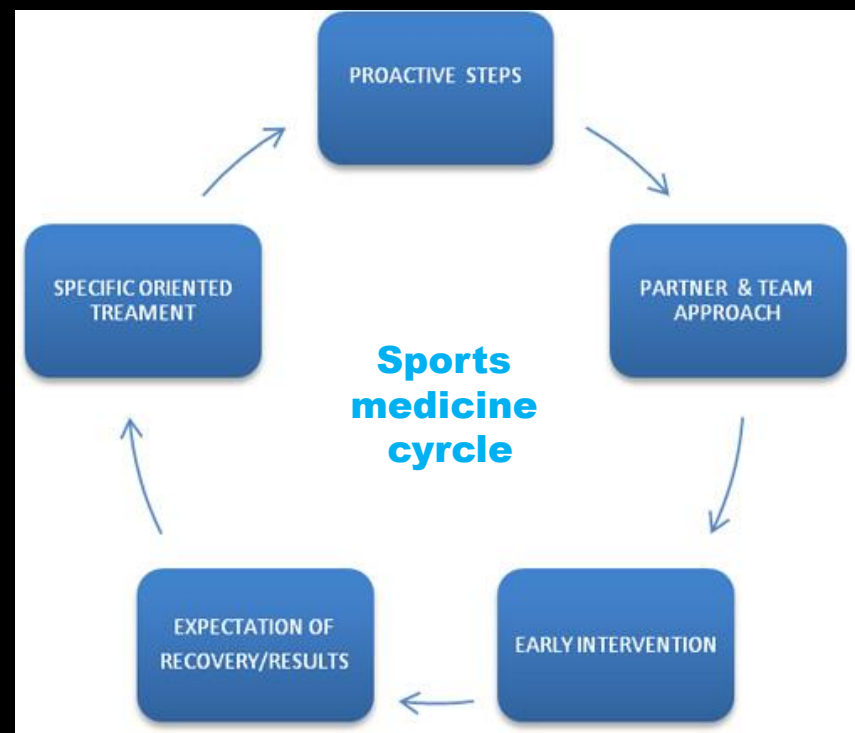 PROACTIVE STEPS
PARTNER & TEAM
APPROACH
EARLY INTERVENTION
EXPECTATION OF
RECOVERY/RESULTS
SPECIFIC ORIENTED
TREAMENT
Sports
medicine
cyrcle